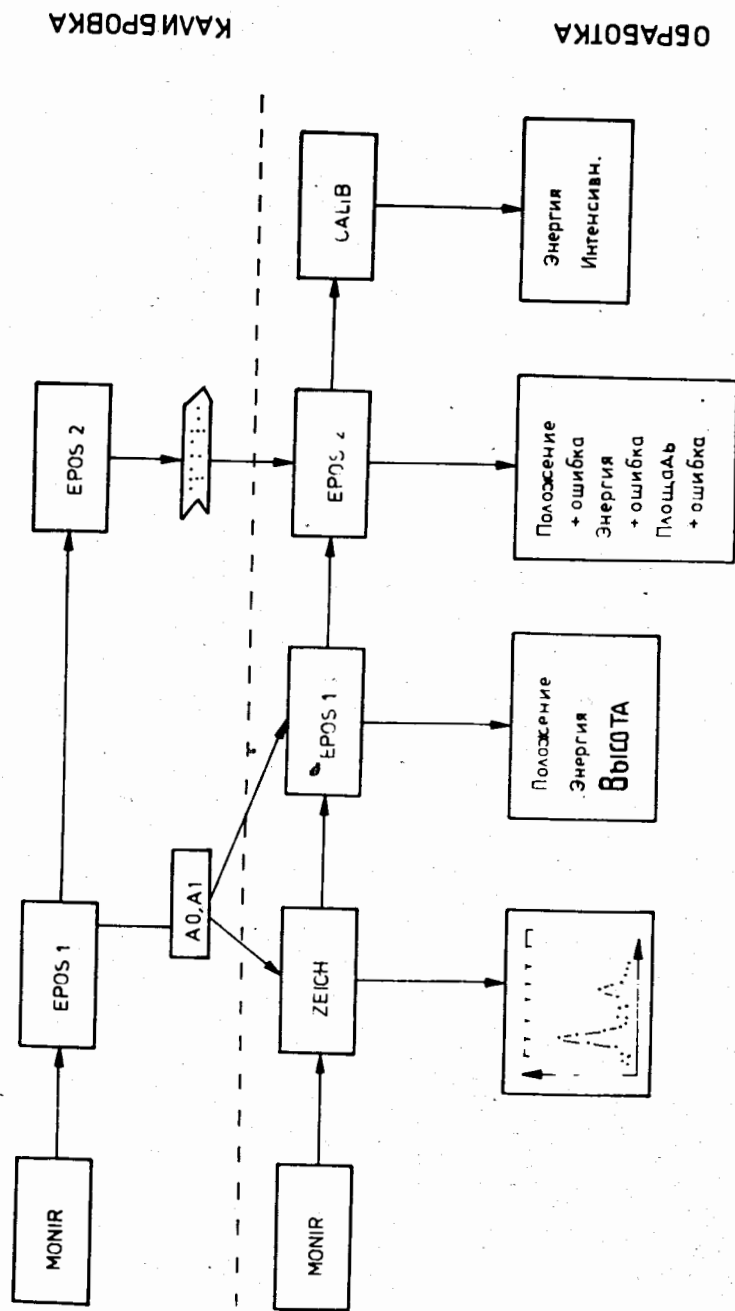 КАЛИБРОВКА
MONIR
EPOS 1
EPOS 2
A0,A1
ОБРАБОТКА
MONIR
ZEICH
EPOS 1
EPOS 2
CALIB
Положение
Энергия
ВЫСОТА
Положение
+ ошибка
Энергия
+ ошибка
Площадь
+ ошибка
Энергия
Интенсивн.